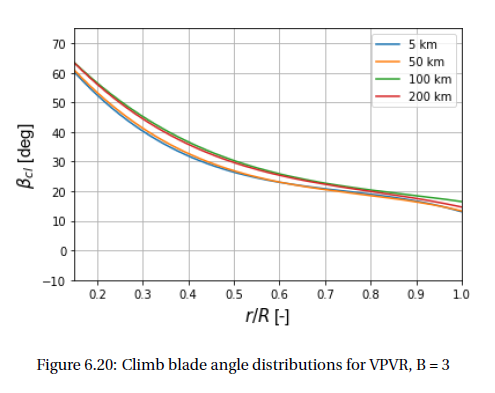 70
60
50
40
30
20
10
0
−10
β_cl [deg]
5 km
50 km
100 km
200 km
0.2 0.3 0.4 0.5 0.6 0.7 0.8 0.9 1.0
r/R [-]
Figure 6.20: Climb blade angle distributions for VPVR, B = 3